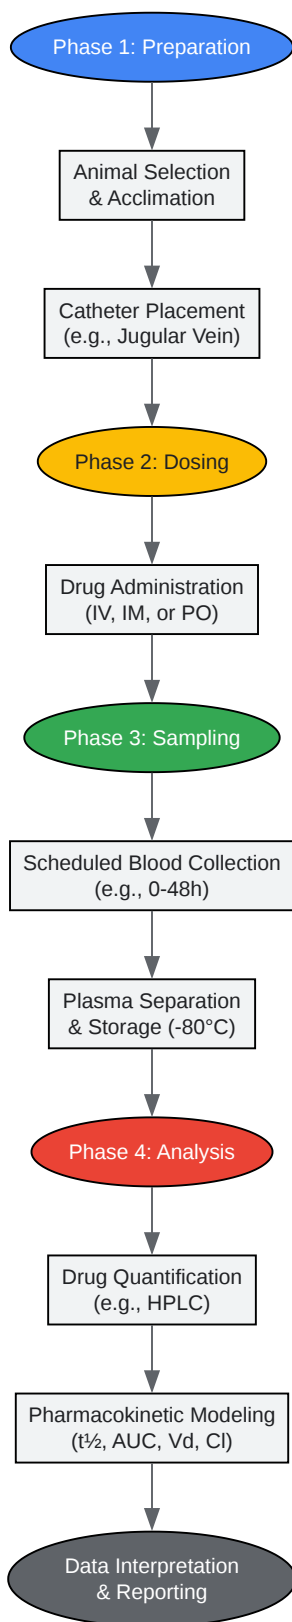 Phase 1: Preparation
Animal Selection
& Acclimation
Catheter Placement
(e.g., Jugular Vein)
Phase 2: Dosing
Drug Administration
(IV, IM, or PO)
Phase 3: Sampling
Scheduled Blood Collection
(e.g., 0-48h)
Plasma Separation
& Storage (-80°C)
Phase 4: Analysis
Drug Quantification
(e.g., HPLC)
Pharmacokinetic Modeling
(t½, AUC, Vd, Cl)
Data Interpretation
& Reporting